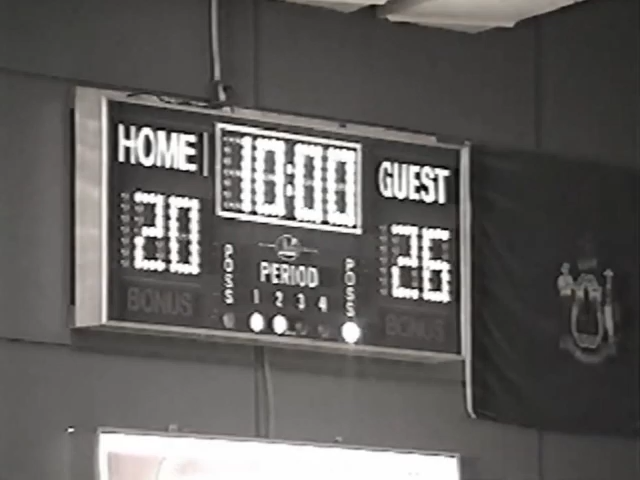 HOME 10:00 GUEST
20 26
POSS PERIOD POSS
1 2 3 4
BONUS BONUS